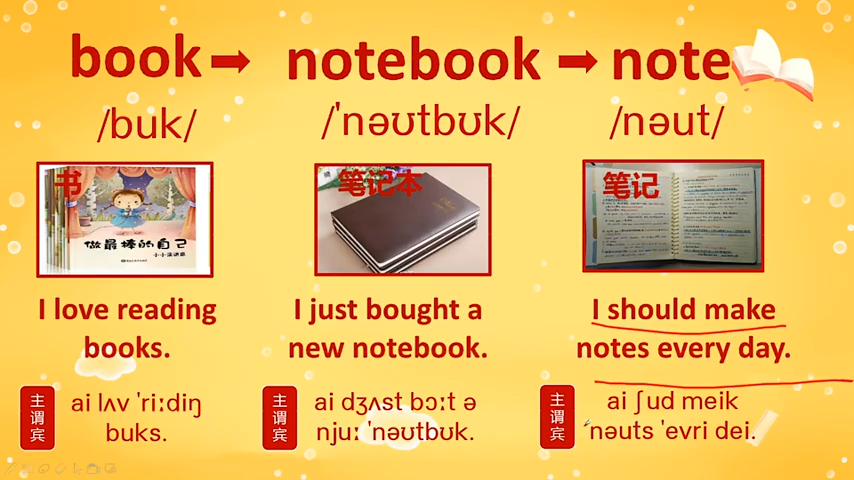 book ➡ notebook ➡ note
/buk/ /ˈnəʊtbʊk/ /nəut/
书 笔记本 笔记
做最棒的自己
I love reading
books.
I just bought a
new notebook.
I should make
notes every day.
主谓宾
ai lʌv ˈriːdiŋ
buks.
主谓宾
ai dʒʌst bɔːt ə
njuː ˈnəʊtbʊk.
主谓宾
ai ʃud meik
nəuts ˈevri dei.